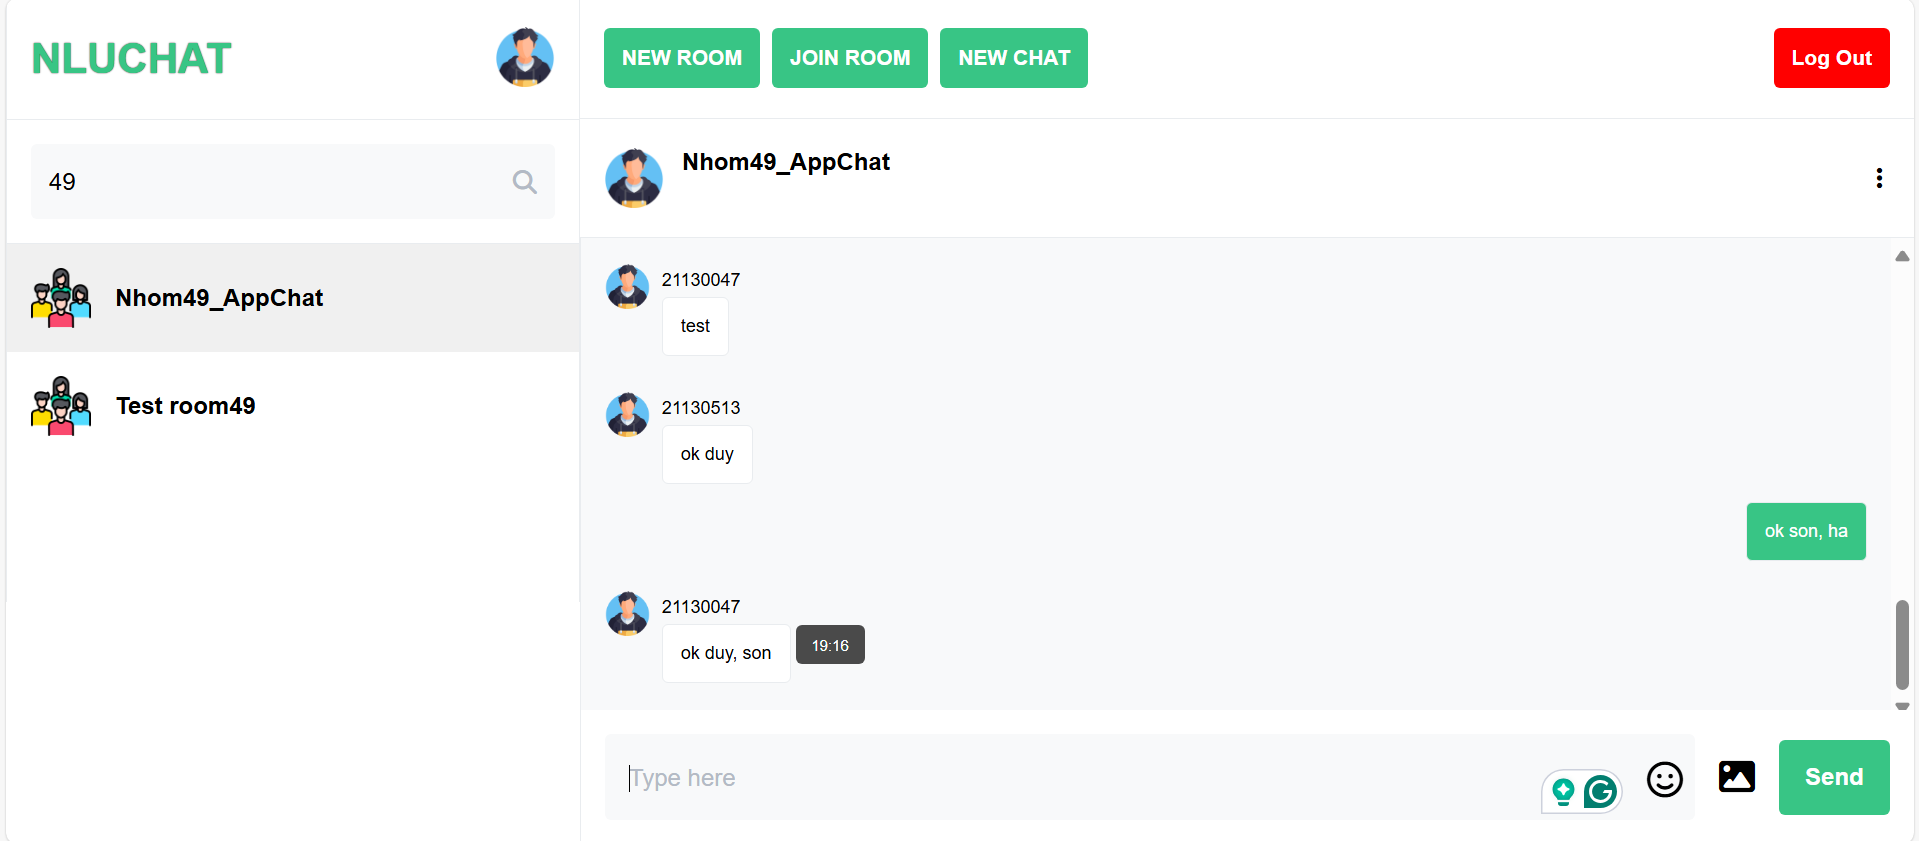 NLUCHAT
NEW ROOM
JOIN ROOM
NEW CHAT
Log Out
49
Nhom49_AppChat
Test room49
Nhom49_AppChat
21130047
test
21130513
ok duy
ok son, ha
21130047
ok duy, son
19:16
Type here
G
Send